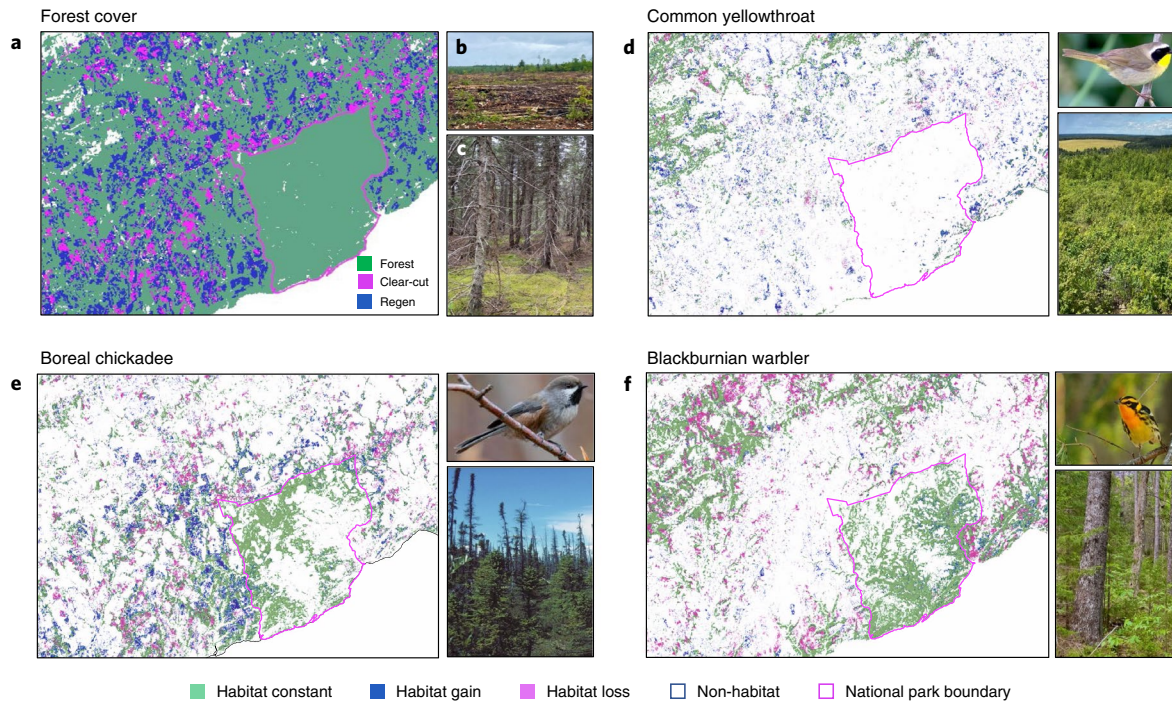 Forest cover
a
b
c
Forest
Clear-cut
Regen
Common yellowthroat
d
Boreal chickadee
e
Blackburnian warbler
f
Habitat constant
Habitat gain
Habitat loss
Non-habitat
National park boundary